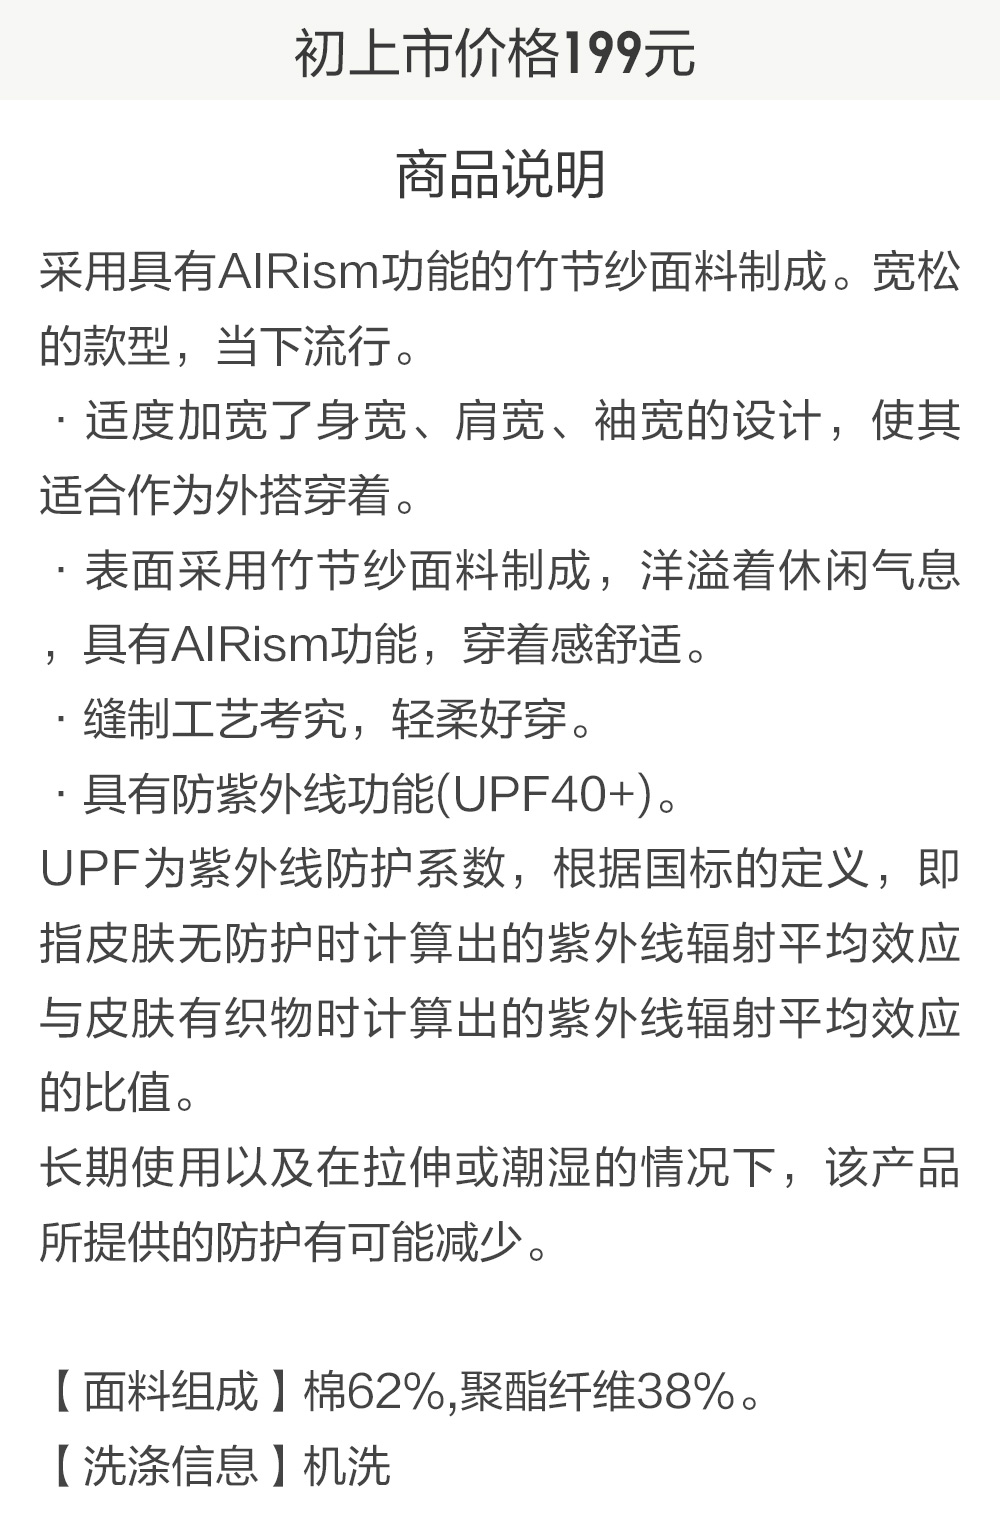 初上市价格199元
商品说明
采用具有AIRism功能的竹节纱面料制成。宽松
的款型，当下流行。
·适度加宽了身宽、肩宽、袖宽的设计，使其
适合作为外搭穿着。
·表面采用竹节纱面料制成，洋溢着休闲气息
，具有AIRism功能，穿着感舒适。
·缝制工艺考究，轻柔好穿。
·具有防紫外线功能(UPF40+)。
UPF为紫外线防护系数，根据国标的定义，即
指皮肤无防护时计算出的紫外线辐射平均效应
与皮肤有织物时计算出的紫外线辐射平均效应
的比值。
长期使用以及在拉伸或潮湿的情况下，该产品
所提供的防护有可能减少。
【面料组成】棉62%,聚酯纤维38%。
【洗涤信息】机洗